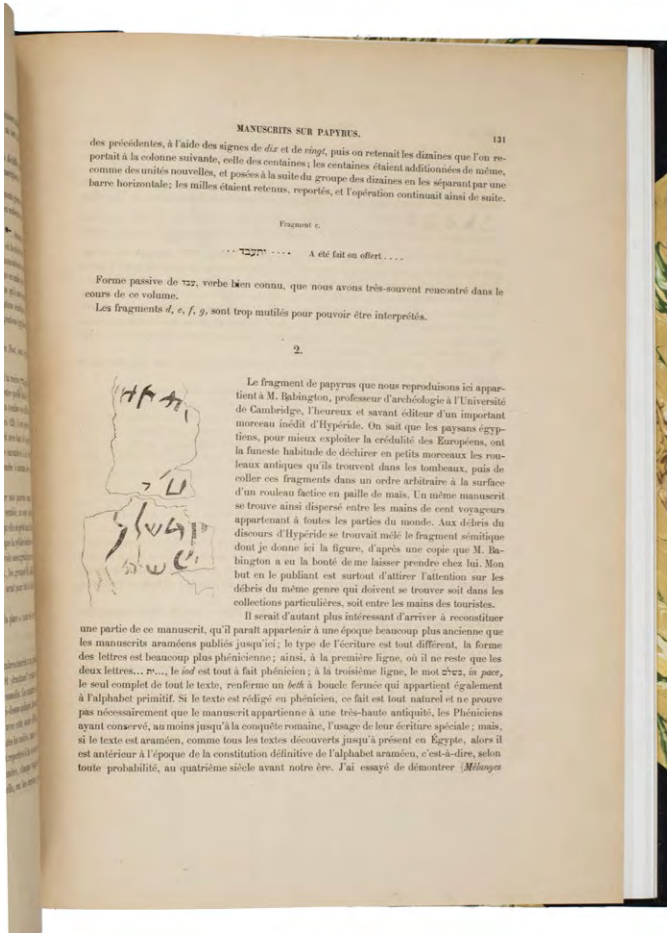 MANUSCRITS SUR PAPYRUS.
131
des précédentes, à l'aide des signes de dix et de vingt, puis on retenait les dizaines que l'on re-
portait à la colonne suivante, celle des centaines; les centaines étaient additionnées de même,
comme des unités nouvelles, et posées à la suite du groupe des dizaines en les séparant par une
barre horizontale; les milles étaient retenus, reportés, et l'opération continuait ainsi de suite.
Fragment c.
--- יתעבד ---- A été fait ou offert . . . .
Forme passive de עבד, verbe bien connu, que nous avons très-souvent rencontré dans le
cours de ce volume.
Les fragments d, e, f, g, sont trop mutilés pour pouvoir être interprétés.
2.
Le fragment de papyrus que nous reproduisons ici appar-
tient à M. Babington, professeur d'archéologie à l'Université
de Cambridge, l'heureux et savant éditeur d'un important
morceau inédit d'Hypéride. On sait que les paysans égyp-
tiens, pour mieux exploiter la crédulité des Européens, ont
la funeste habitude de déchirer en petits morceaux les rou-
leaux antiques qu'ils trouvent dans les tombeaux, puis de
coller ces fragments dans un ordre arbitraire à la surface
d'un rouleau factice en paille de maïs. Un même manuscrit
se trouve ainsi dispersé entre les mains de cent voyageurs
appartenant à toutes les parties du monde. Aux débris du
discours d'Hypéride se trouvait mêlé le fragment sémitique
dont je donne ici la figure, d'après une copie que M. Ba-
bington a eu la bonté de me laisser prendre chez lui. Mon
but en le publiant est surtout d'attirer l'attention sur les
débris du même genre qui doivent se trouver soit dans les
collections particulières, soit entre les mains des touristes.
Il serait d'autant plus intéressant d'arriver à reconstituer
une partie de ce manuscrit, qu'il paraît appartenir à une époque beaucoup plus ancienne que
les manuscrits araméens publiés jusqu'ici; le type de l'écriture est tout différent, la forme
des lettres est beaucoup plus phénicienne; ainsi, à la première ligne, où il ne reste que les
deux lettres... ית..., le iod est tout à fait phénicien; à la troisième ligne, le mot בשלם, in pace,
le seul complet de tout le texte, renferme un beth à boucle fermée qui appartient également
à l'alphabet primitif. Si le texte est rédigé en phénicien, ce fait est tout naturel et ne prouve
pas nécessairement que le manuscrit appartienne à une très-haute antiquité, les Phéniciens
ayant conservé, au moins jusqu'à la conquête romaine, l'usage de leur écriture spéciale; mais,
si le texte est araméen, comme tous les textes découverts jusqu'à présent en Égypte, alors il
est antérieur à l'époque de la constitution définitive de l'alphabet araméen, c'est-à-dire, selon
toute probabilité, au quatrième siècle avant notre ère. J'ai essayé de démontrer (Mélanges